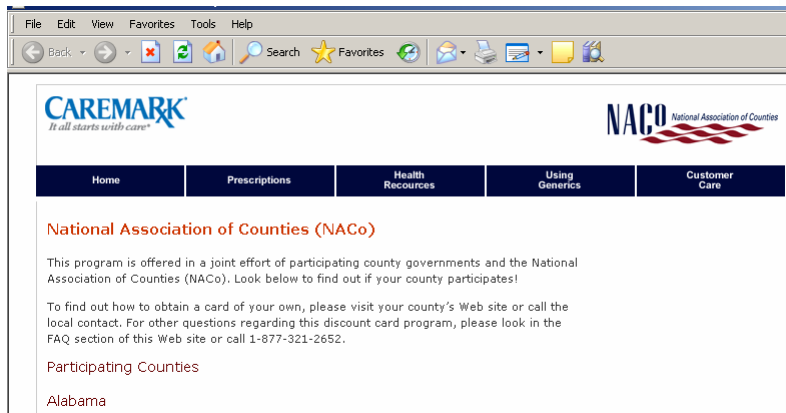 File Edit View Favorites Tools Help
Back Search Favorites
CAREMARK
It all starts with care
NACO National Association of Counties
Home Prescriptions Health Recources Using Generics Customer Care
National Association of Counties (NACo)
This program is offered in a joint effort of participating county governments and the National
Association of Counties (NACo). Look below to find out if your county participates!
To find out how to obtain a card of your own, please visit your county's Web site or call the
local contact. For other questions regarding this discount card program, please look in the
FAQ section of this Web site or call 1-877-321-2652.
Participating Counties
Alabama